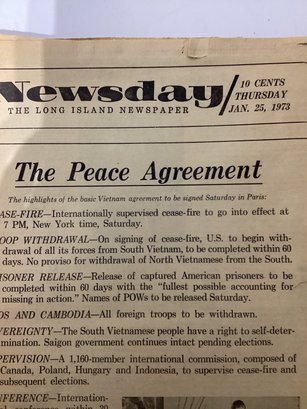 Newsday
THE LONG ISLAND NEWSPAPER
10 CENTS
THURSDAY
JAN. 25, 1973
The Peace Agreement
The highlights of the basic Vietnam agreement to be signed Saturday in Paris:
ASE-FIRE—Internationally supervised cease-fire to go into effect at
7 PM, New York time, Saturday.
OOP WITHDRAWAL—On signing of cease-fire, U.S. to begin with-
drawal of all its forces from South Vietnam, to be completed within 60
days. No proviso for withdrawal of North Vietnamese from the South.
ISONER RELEASE—Release of captured American prisoners to be
completed within 60 days with the "fullest possible accounting for
missing in action." Names of POWs to be released Saturday.
OS AND CAMBODIA—All foreign troops to be withdrawn.
VEREIGNTY—The South Vietnamese people have a right to self-deter-
mination. Saigon government continues intact pending elections.
PERVISION—A 1,160-member international commission, composed of
Canada, Poland, Hungary and Indonesia, to supervise cease-fire and
subsequent elections.
NFERENCE—Internation-